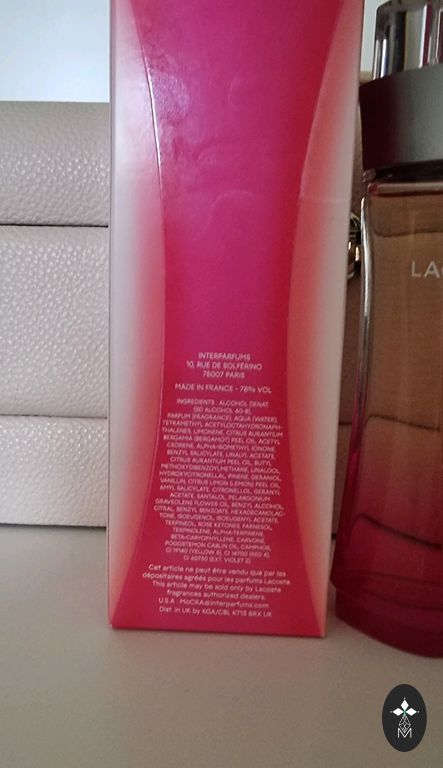 LA
INTERPARFUMS
10, RUE DE SOLFÉRINO
75007 PARIS
MADE IN FRANCE - 78% VOL
INGREDIENTS : ALCOHOL DENAT.
(SD ALCOHOL 40-B),
PARFUM (FRAGRANCE), AQUA (WATER),
TETRAMETHYL ACETYLOCTAHYDRONAPH-
THALENES, LIMONENE, CITRUS AURANTIUM
BERGAMIA (BERGAMOT) PEEL OIL, ACETYL
CEDRENE, ALPHA-ISOMETHYL IONONE,
BENZYL SALICYLATE, LINALYL ACETATE,
CITRUS AURANTIUM PEEL OIL, BUTYL
METHOXYDIBENZOYLMETHANE, LINALOOL,
HYDROXYCITRONELLAL, PINENE, GERANIOL,
VANILLIN, CITRUS LIMON (LEMON) PEEL OIL,
AMYL SALICYLATE, CITRONELLOL, GERANYL
ACETATE, SANTALOL, PELARGONIUM
GRAVEOLENS FLOWER OIL, BENZYL ALCOHOL,
CITRAL, BENZYL BENZOATE, HEXADECANOLAC-
TONE, ISOEUGENOL, ISOEUGENYL ACETATE,
TERPINEOL, ROSE KETONES, FARNESOL,
TERPINOLENE, ALPHA-TERPINENE,
BETA-CARYOPHYLLENE, CARVONE,
POGOSTEMON CABLIN OIL, CAMPHOR,
CI 19140 (YELLOW 5), CI 14700 (RED 4),
CI 60730 (EXT. VIOLET 2).
Cet article ne peut être vendu que par les
dépositaires agréés pour les parfums Lacoste.
This article may be sold only by Lacoste
fragrances authorized dealers.
U.S.A : MoCRA@interparfums.com
Dist. in UK by KGA/CBL KT13 8RX UK
M